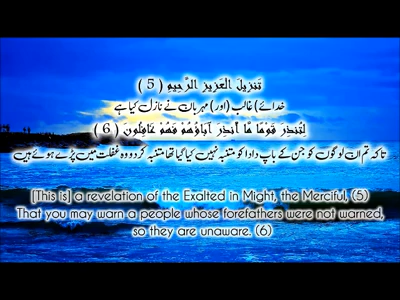 تَنزِيلَ العَزِيزِ الرَّحِيمِ ( 5 )
خدائے) غالب (اور) مہربان نے نازل کیا ہے
لِتُنذِرَ قَوْمًا مَّا أُنذِرَ آبَاؤُهُمْ فَهُمْ غَافِلُونَ ( 6 )
تاکہ تم ان لوگوں کو جن کے باپ دادا کو متنبہ نہیں کیا گیا تھا متنبہ کردو وہ غفلت میں پڑے ہوئے ہیں
[This is] a revelation of the Exalted in Might, the Merciful, (5)
That you may warn a people whose forefathers were not warned,
so they are unaware. (6)